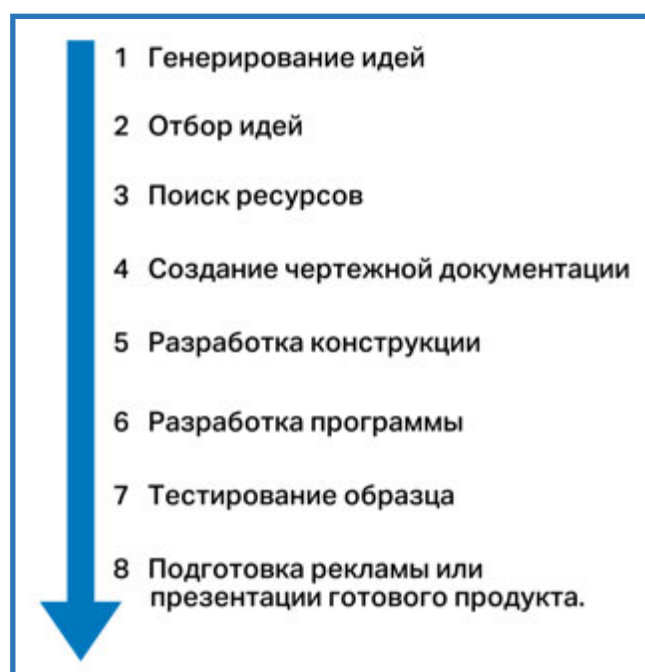 1 Генерирование идей
2 Отбор идей
3 Поиск ресурсов
4 Создание чертежной документации
5 Разработка конструкции
6 Разработка программы
7 Тестирование образца
8 Подготовка рекламы или
презентации готового продукта.